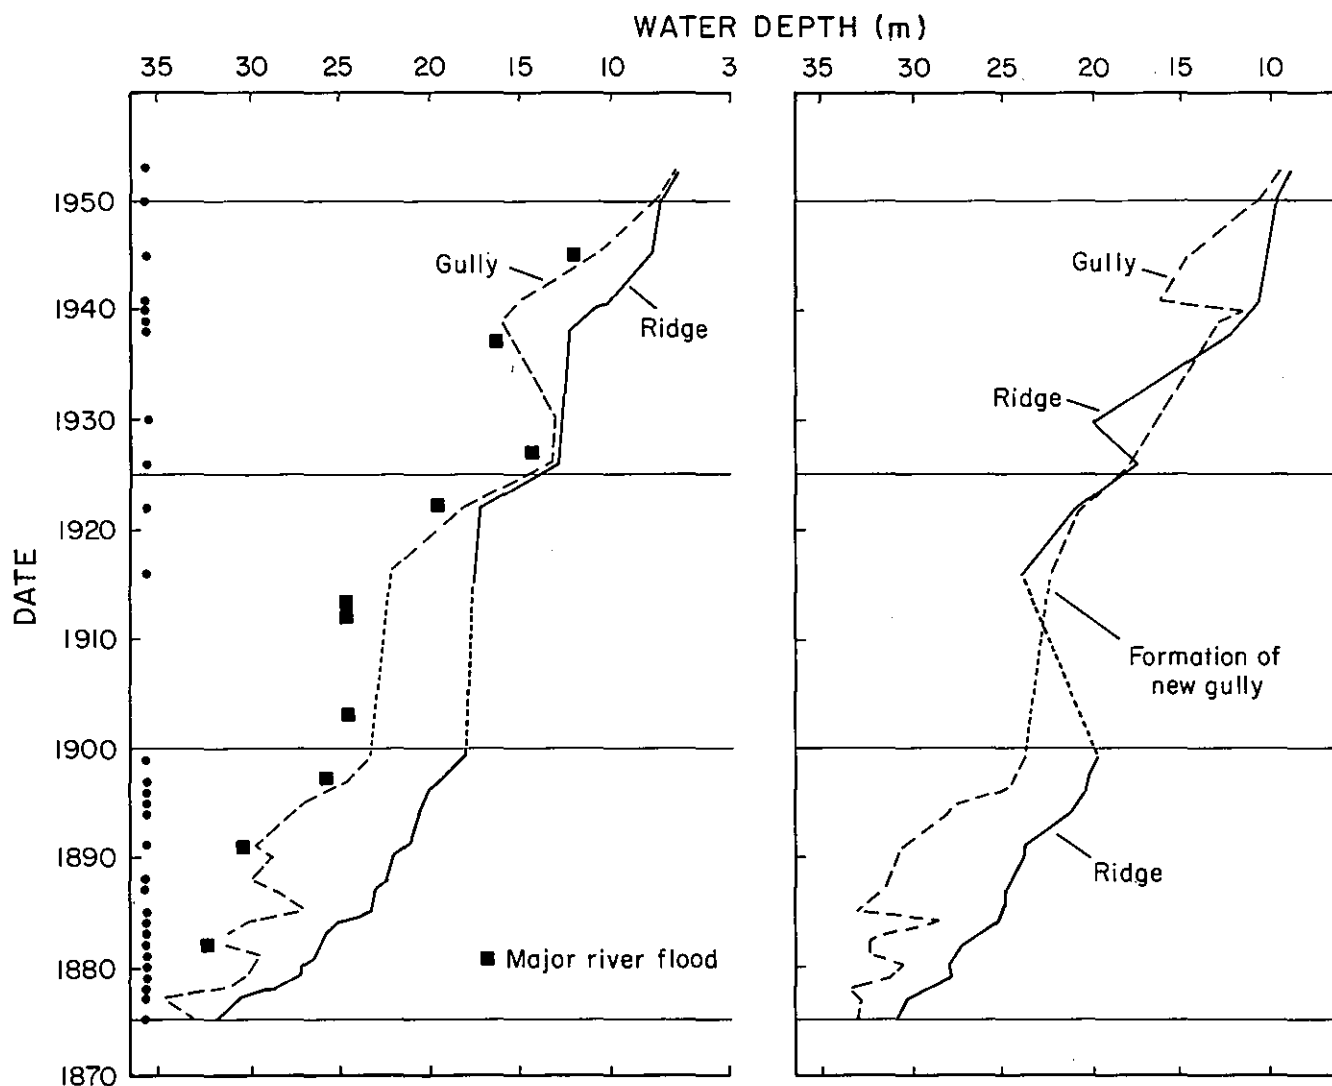 WATER DEPTH (m)
35 30 25 20 15 10 3 35 30 25 20 15 10
DATE
1950
1940
1930
1920
1910
1900
1890
1880
1870
Gully
Ridge
Major river flood
Gully
Ridge
Formation of
new gully
Ridge